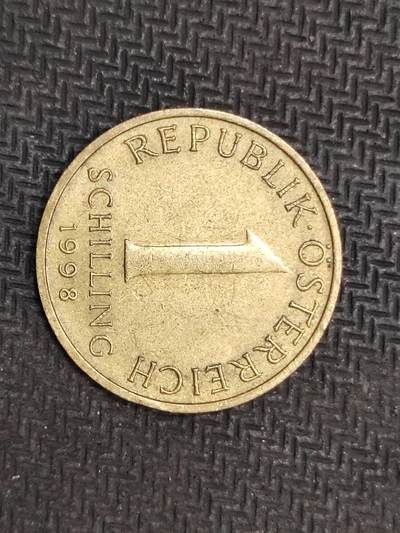 REPUBLIK·ÖSTERREICH
1
SCHILLING
1998